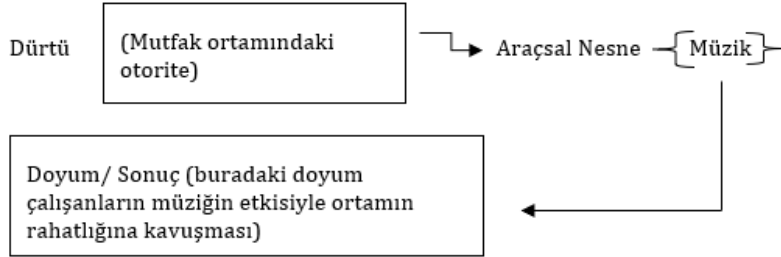 Dürtü
(Mutfak ortamındaki
otorite)
Araçsal Nesne
Müzik
Doyum/ Sonuç (buradaki doyum
çalışanların müziğin etkisiyle ortamın
rahatlığına kavuşması)